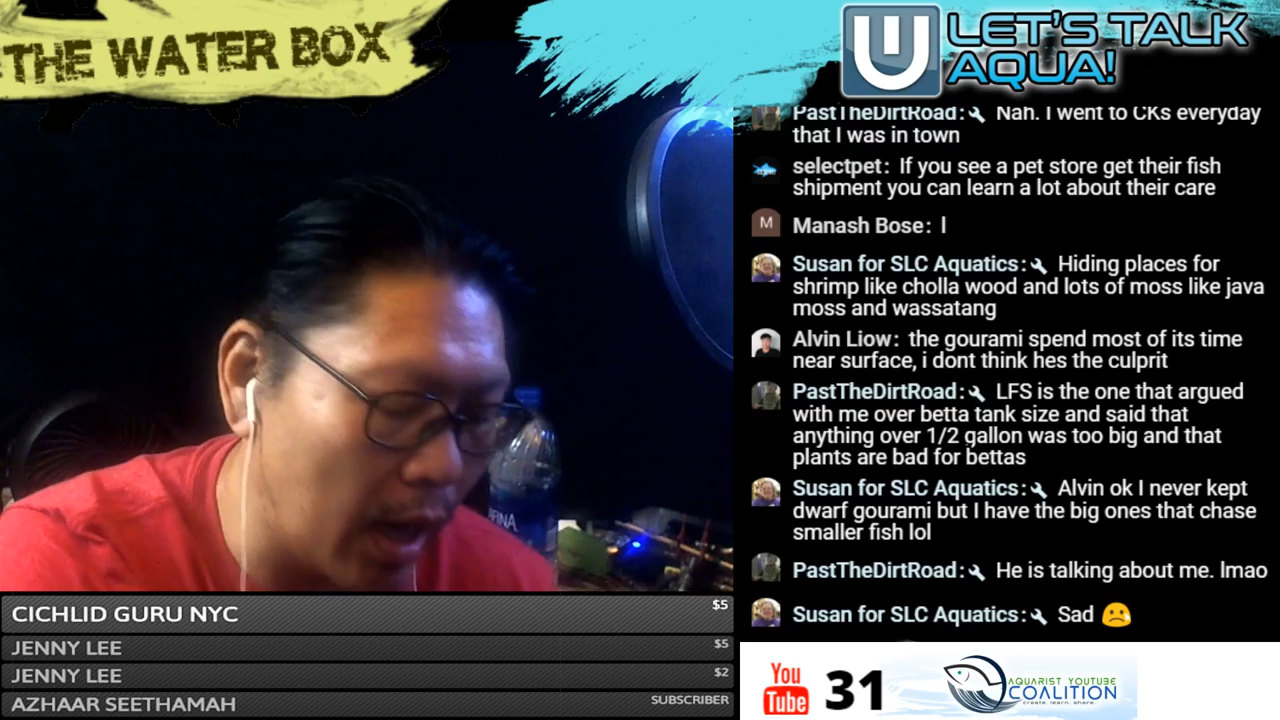 THE WATER BOX
LET'S TALK
AQUA!
PastTheDirtRoad: Nah. I went to CKs everyday
that I was in town
selectpet: If you see a pet store get their fish
shipment you can learn a lot about their care
M
Manash Bose: I
Susan for SLC Aquatics: Hiding places for
shrimp like cholla wood and lots of moss like java
moss and wassatang
Alvin Liow: the gourami spend most of its time
near surface, i dont think hes the culprit
PastTheDirtRoad: LFS is the one that argued
with me over betta tank size and said that
anything over 1/2 gallon was too big and that
plants are bad for bettas
Susan for SLC Aquatics: Alvin ok I never kept
dwarf gourami but I have the big ones that chase
smaller fish lol
PastTheDirtRoad: He is talking about me. lmao
Susan for SLC Aquatics: Sad
FINA
CICHLID GURU NYC $5
JENNY LEE $5
JENNY LEE $2
AZHAAR SEETHAMAH SUBSCRIBER
You
Tube
31
AQUARIST YOUTUBE
COALITION
create. learn. share.